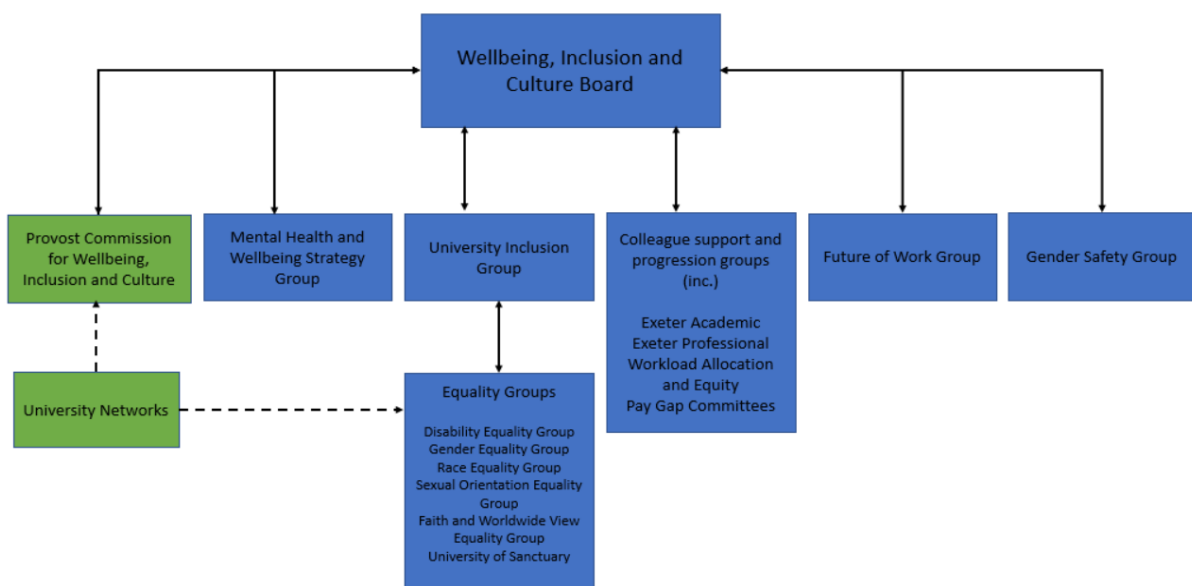 Wellbeing, Inclusion and
Culture Board
Provost Commission
for Wellbeing,
Inclusion and Culture
Mental Health and
Wellbeing Strategy
Group
University Inclusion
Group
Colleague support and
progression groups
(inc.)
Exeter Academic
Exeter Professional
Workload Allocation
and Equity
Pay Gap Committees
Future of Work Group
Gender Safety Group
University Networks
Equality Groups
Disability Equality Group
Gender Equality Group
Race Equality Group
Sexual Orientation Equality
Group
Faith and Worldwide View
Equality Group
University of Sanctuary